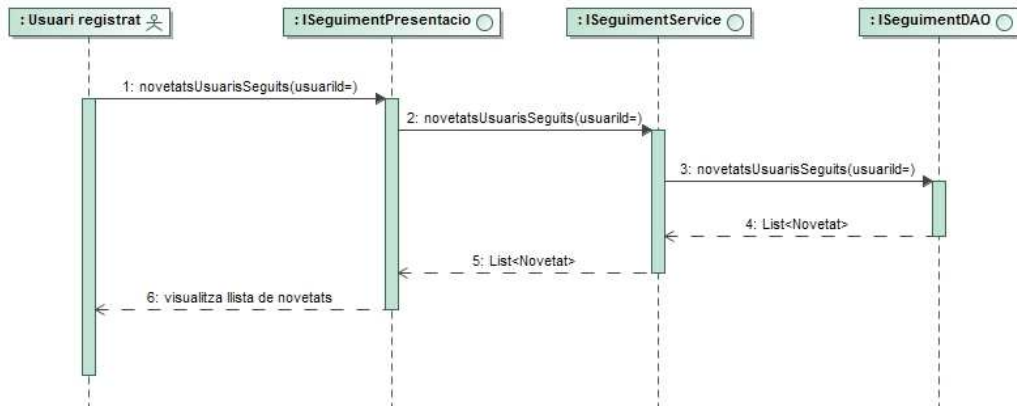 : Usuari registrat
: ISeguimentPresentacio
: ISeguimentService
: ISeguimentDAO
1: novetatsUsuarisSeguits(usuariId=)
2: novetatsUsuarisSeguits(usuariId=)
3: novetatsUsuarisSeguits(usuariId=)
4: List<Novetat>
5: List<Novetat>
6: visualitza llista de novetats